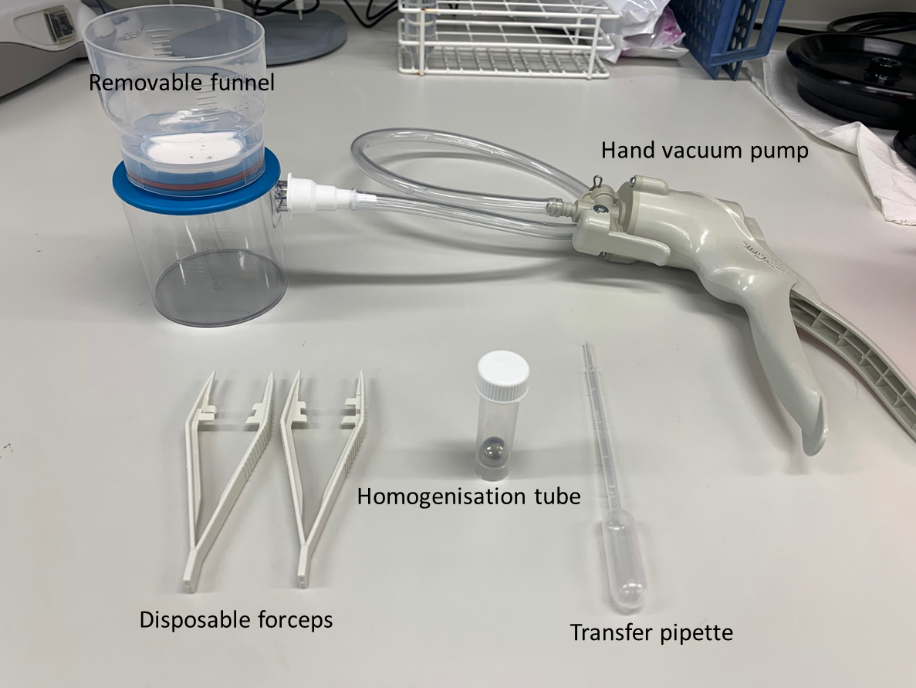 Removable funnel
Hand vacuum pump
Homogenisation tube
Disposable forceps
Transfer pipette